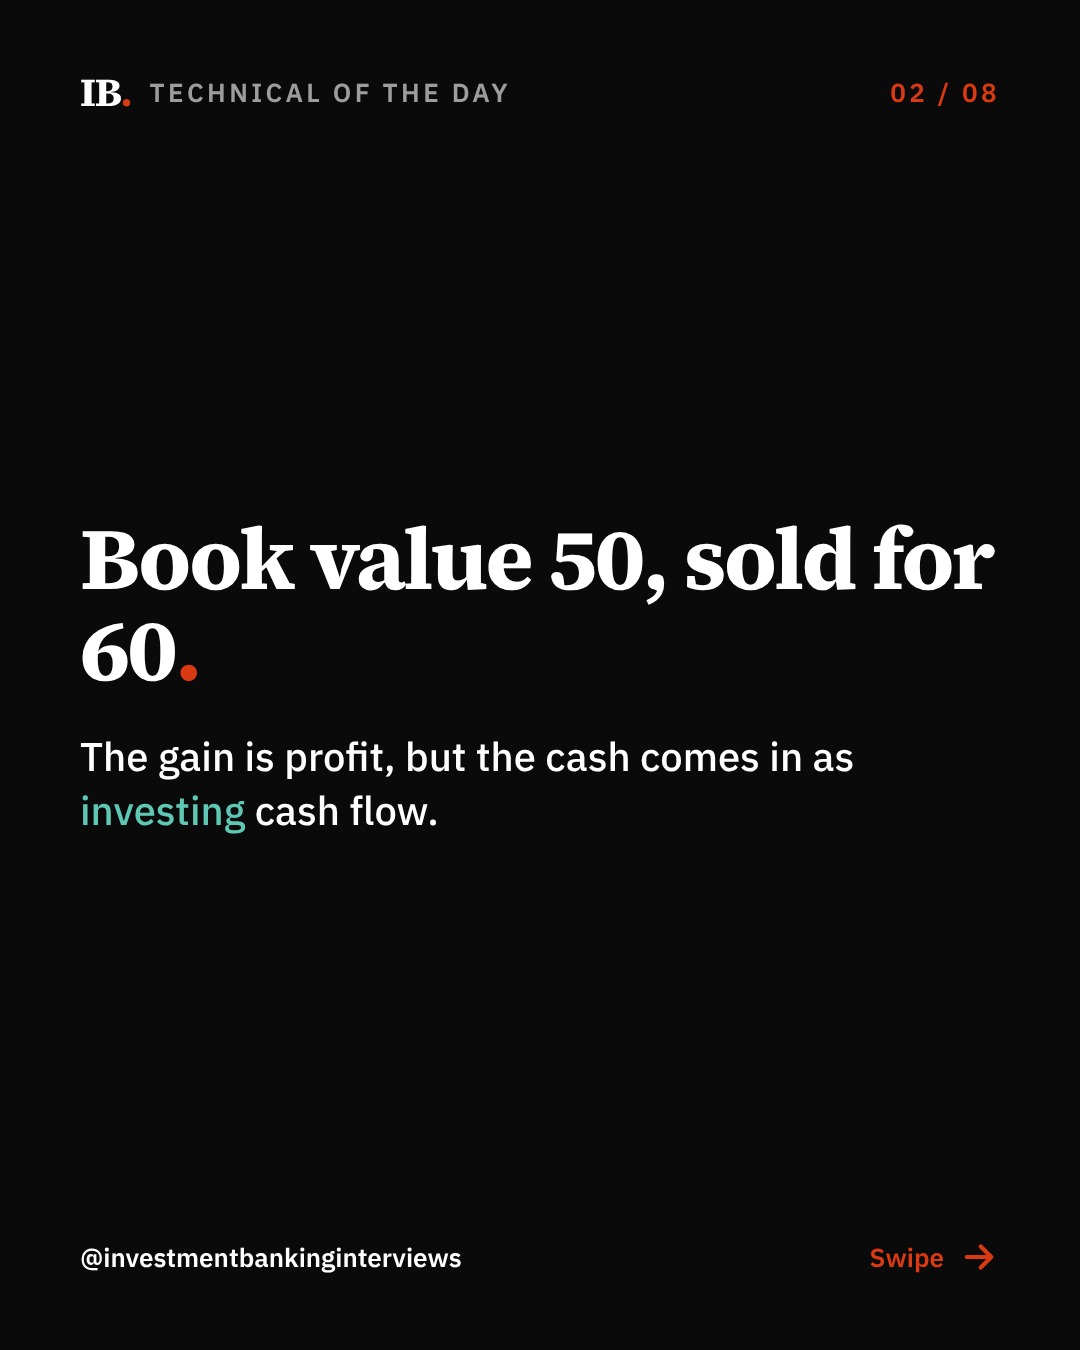 IB. TECHNICAL OF THE DAY
02 / 08
Book value 50, sold for
60.
The gain is profit, but the cash comes in as
investing cash flow.
@investmentbankinginterviews
Swipe →